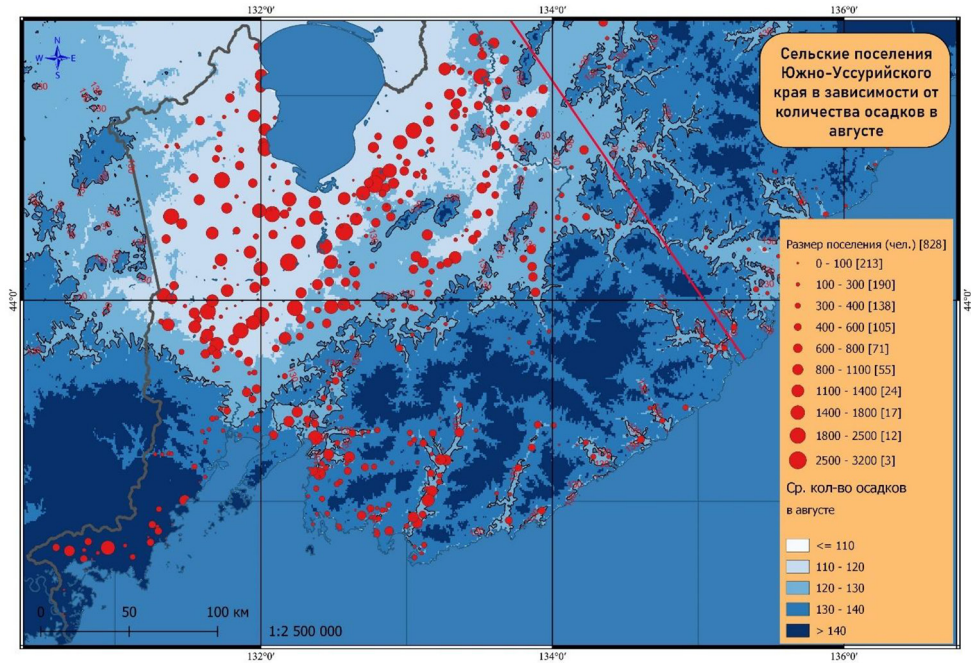 132°0'
134°0'
136°0'
N
W E
S
Сельские поселения
Южно-Уссурийского
края в зависимости от
количества осадков в
августе
Размер поселения (чел.) [828]
0 - 100 [213]
100 - 300 [190]
300 - 400 [138]
400 - 600 [105]
600 - 800 [71]
800 - 1100 [55]
1100 - 1400 [24]
1400 - 1800 [17]
1800 - 2500 [12]
2500 - 3200 [3]
Ср. кол-во осадков
в августе
<= 110
110 - 120
120 - 130
130 - 140
> 140
44°0'
44°0'
0 50 100 км
1:2 500 000
132°0'
134°0'
136°0'